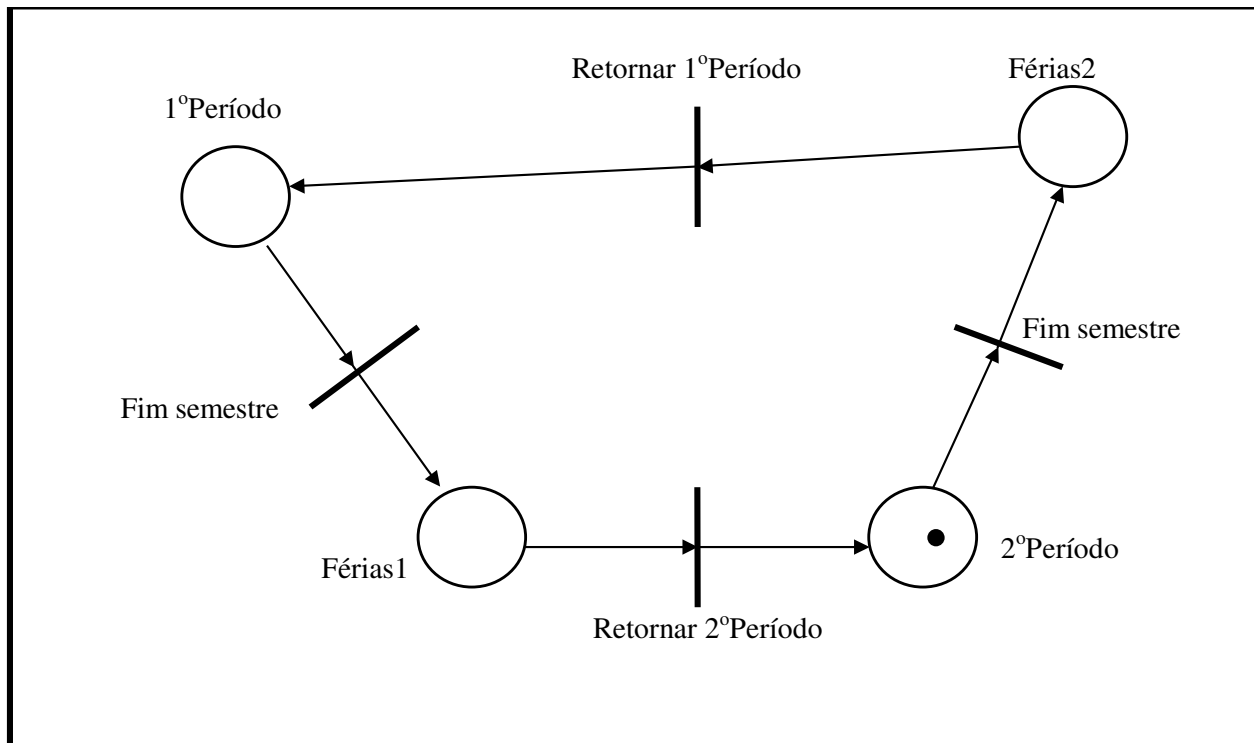 Retornar 1ºPeríodo
Férias2
1ºPeríodo
Fim semestre
Fim semestre
Férias1
2ºPeríodo
Retornar 2ºPeríodo